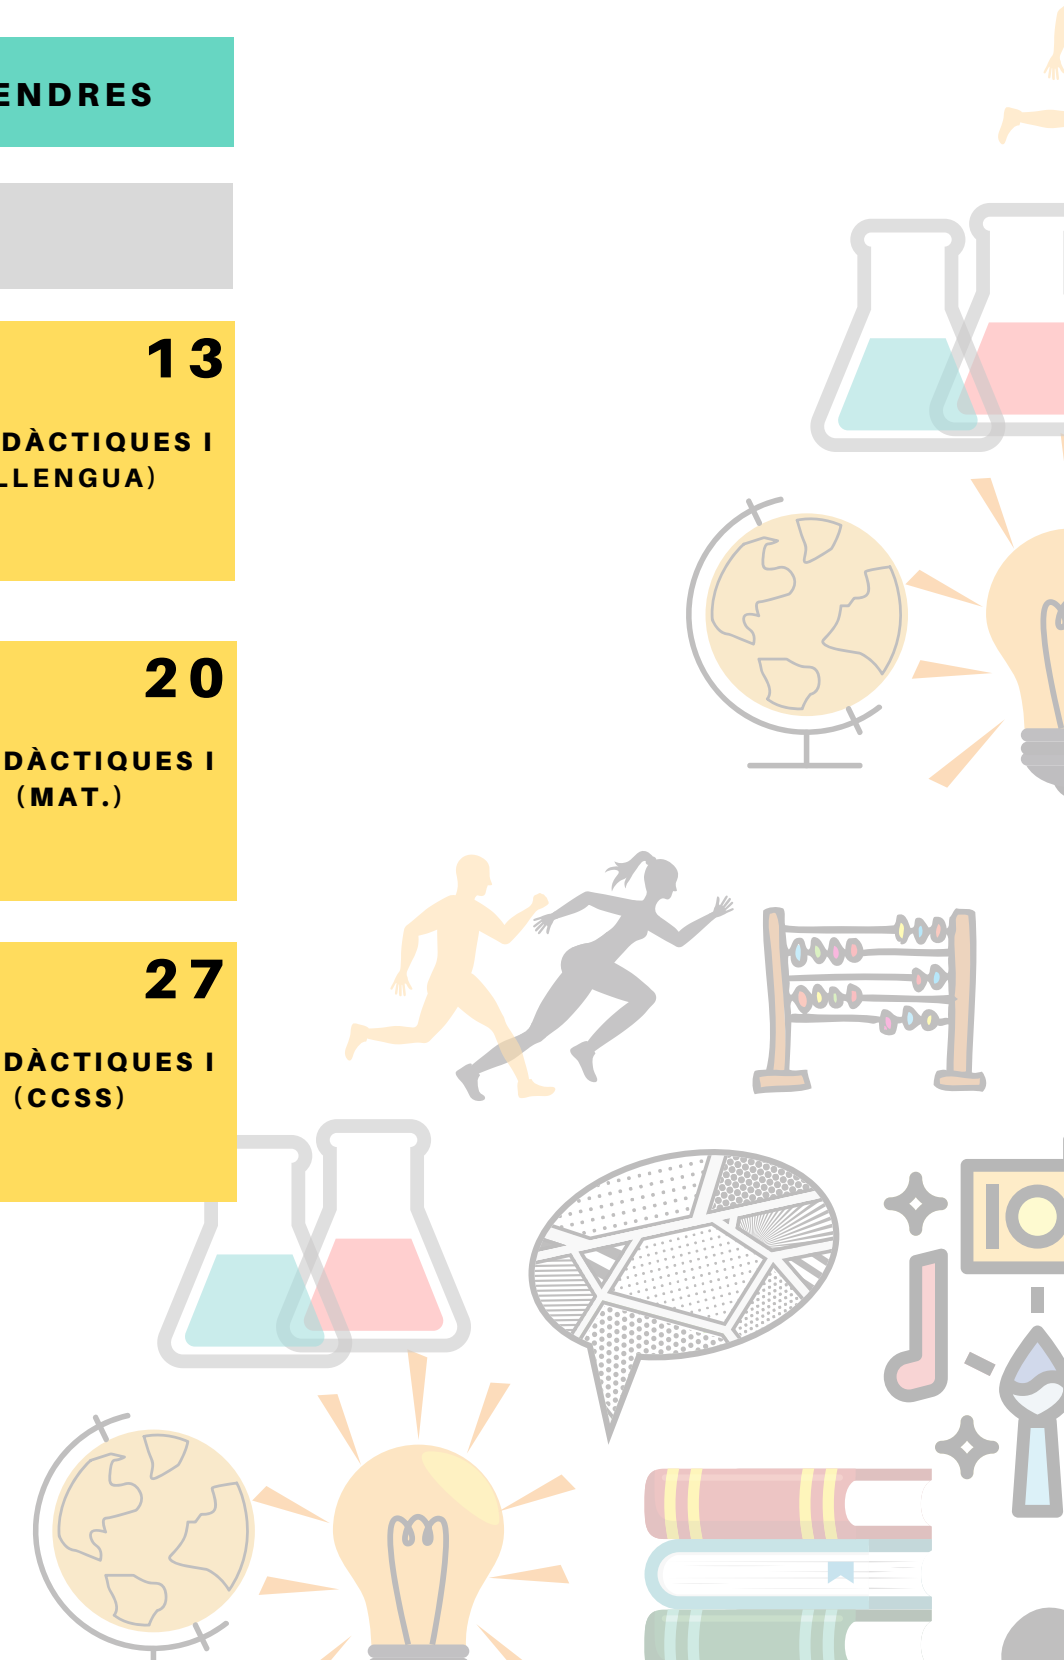 ENDRES
13
DÀCTIQUES I
LLENGUA)
20
DÀCTIQUES I
(MAT.)
27
DÀCTIQUES I
(CCSS)